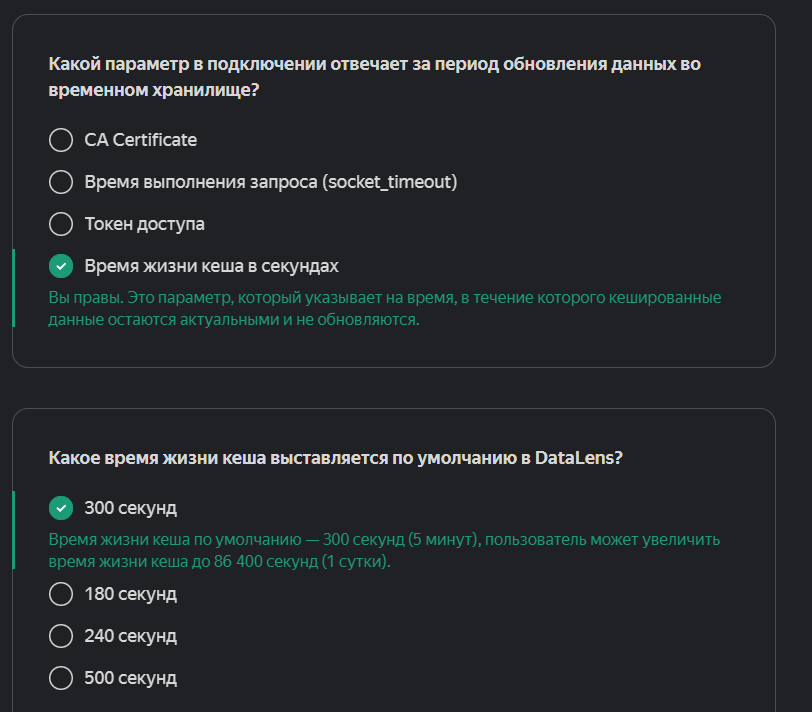 Какой параметр в подключении отвечает за период обновления данных во
временном хранилище?
CA Certificate
Время выполнения запроса (socket_timeout)
Токен доступа
Время жизни кеша в секундах
Вы правы. Это параметр, который указывает на время, в течение которого кешированные
данные остаются актуальными и не обновляются.
Какое время жизни кеша выставляется по умолчанию в DataLens?
300 секунд
Время жизни кеша по умолчанию — 300 секунд (5 минут), пользователь может увеличить
время жизни кеша до 86 400 секунд (1 сутки).
180 секунд
240 секунд
500 секунд